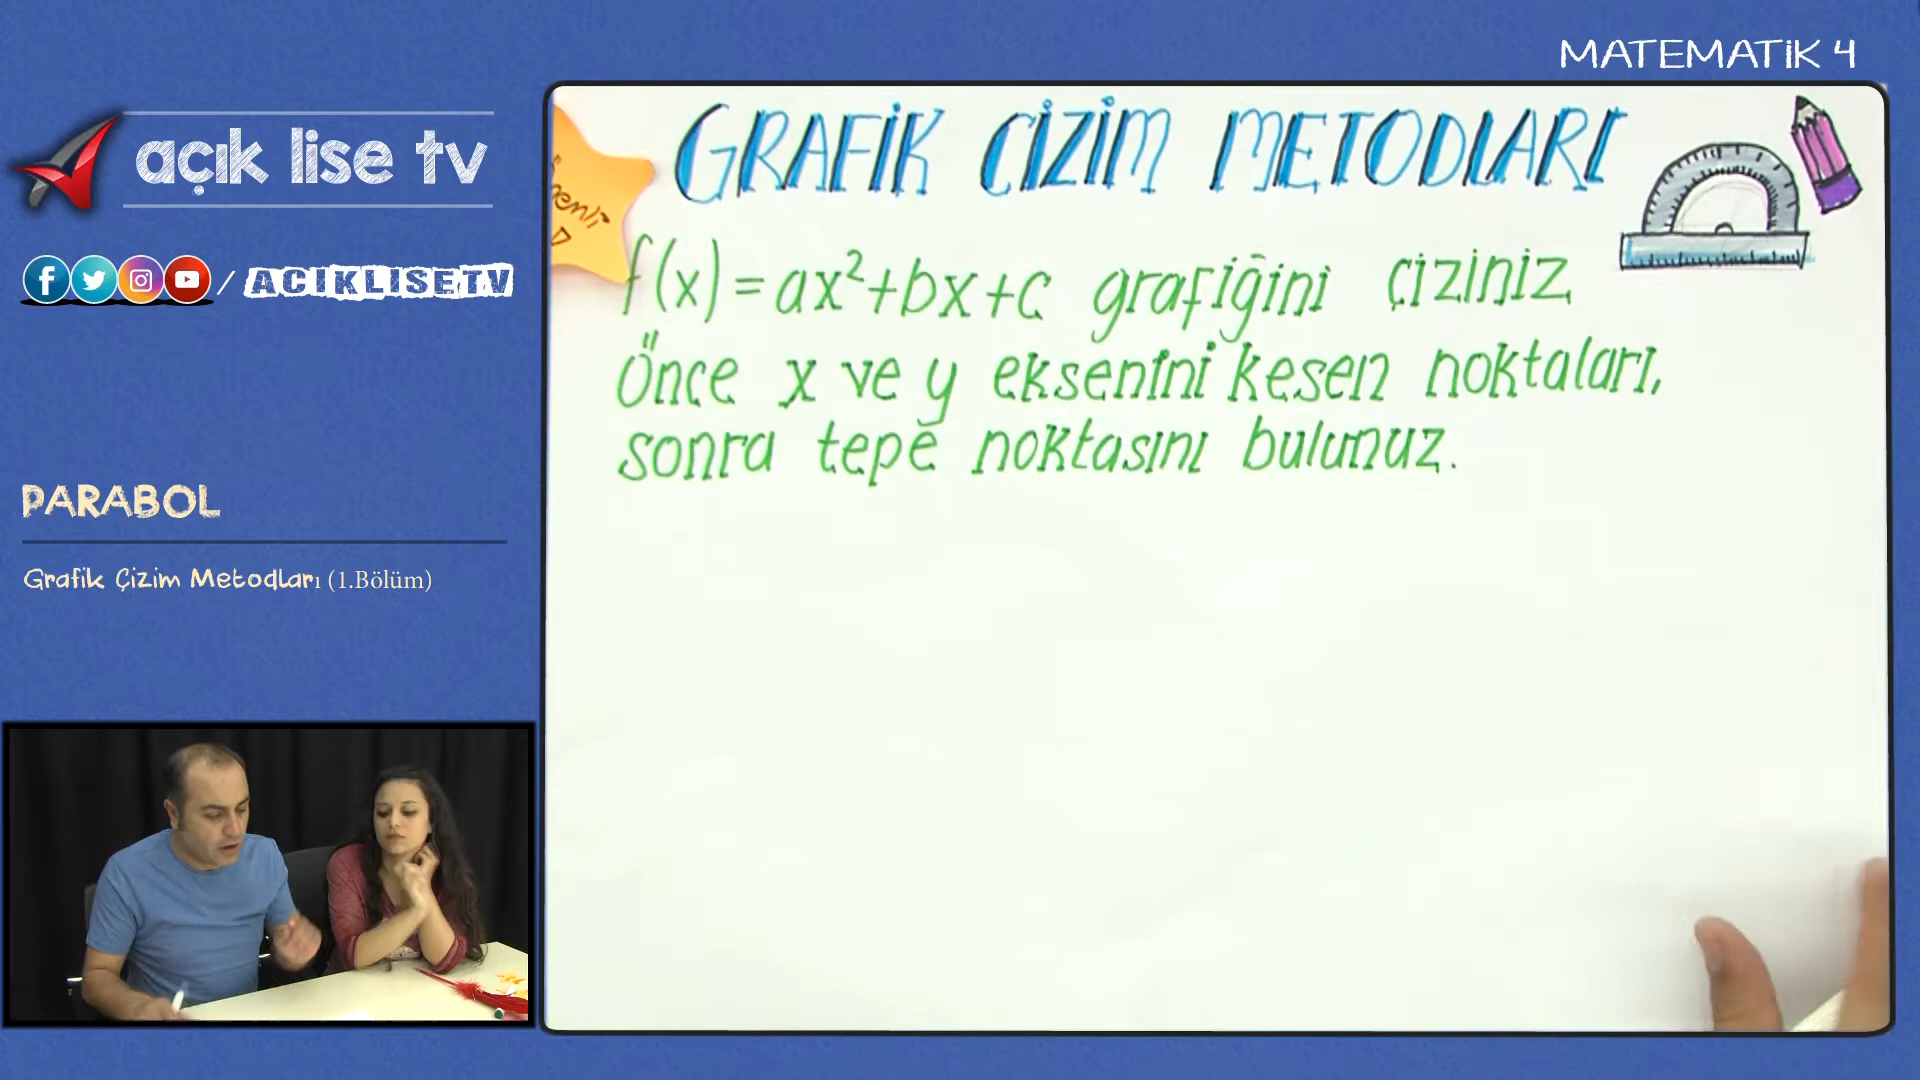 MATEMATİK 4
açık lise tv
/ ACIKLISETV
PARABOL
Grafik Çizim Metodları (1.Bölüm)
GRAFİK ÇİZİM METODLARI
f(x)=ax²+bx+c grafiğini çiziniz
Önce x ve y eksenini kesen noktaları,
sonra tepe noktasını bulunuz.